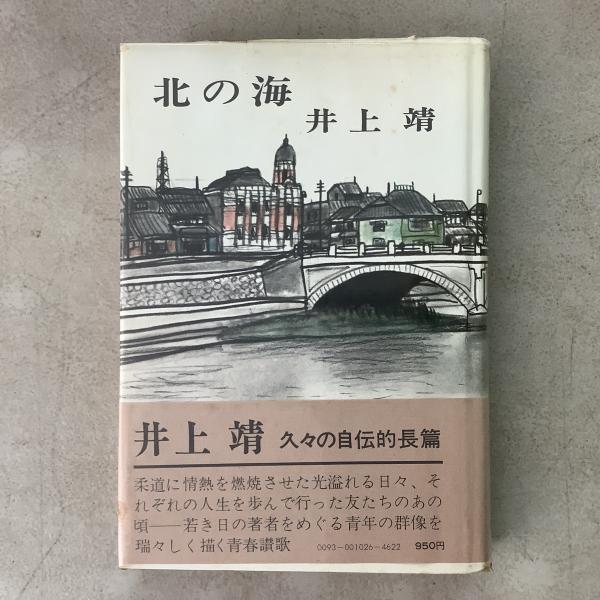 北の海
井上 靖
井上 靖 久々の自伝的長篇
柔道に情熱を燃焼させた光溢れる日々、そ
れぞれの人生を歩んで行った友たちのあの
頃――若き日の著者をめぐる青年の群像を
瑞々しく描く青春讃歌 0093-001026-4622 950円